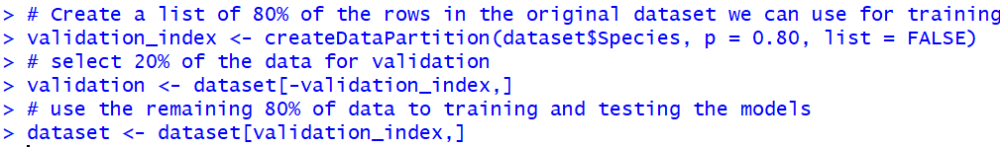 > # Create a list of 80% of the rows in the original dataset we can use for training
> validation_index <- createDataPartition(dataset$Species, p = 0.80, list = FALSE)
> # select 20% of the data for validation
> validation <- dataset[-validation_index,]
> # use the remaining 80% of data to training and testing the models
> dataset <- dataset[validation_index,]